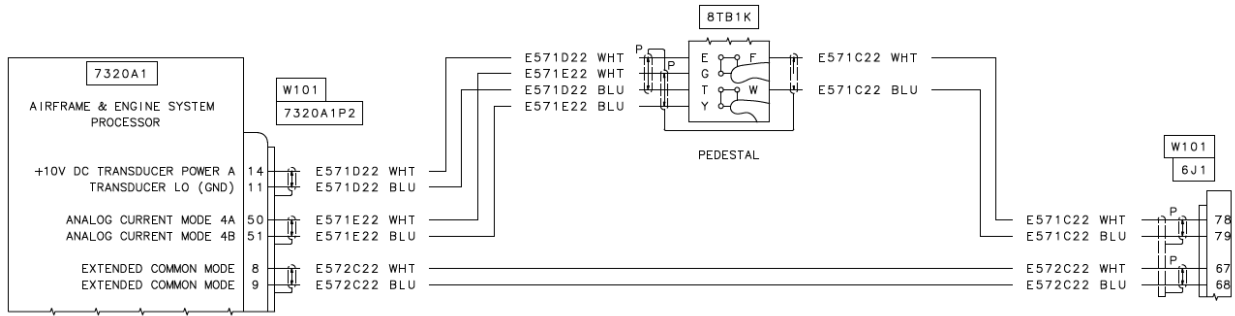 8TB1K
E571D22 WHT P E F E571C22 WHT
E571E22 WHT P G
E571D22 BLU T W E571C22 BLU
E571E22 BLU Y
PEDESTAL
7320A1
AIRFRAME & ENGINE SYSTEM
PROCESSOR
W101
7320A1P2
+10V DC TRANSDUCER POWER A 14 E571D22 WHT
TRANSDUCER LO (GND) 11 E571D22 BLU
ANALOG CURRENT MODE 4A 50 E571E22 WHT
ANALOG CURRENT MODE 4B 51 E571E22 BLU
EXTENDED COMMON MODE 8 E572C22 WHT
EXTENDED COMMON MODE 9 E572C22 BLU
W101
6J1
E571C22 WHT P 78
E571C22 BLU 79
E572C22 WHT P 67
E572C22 BLU 68